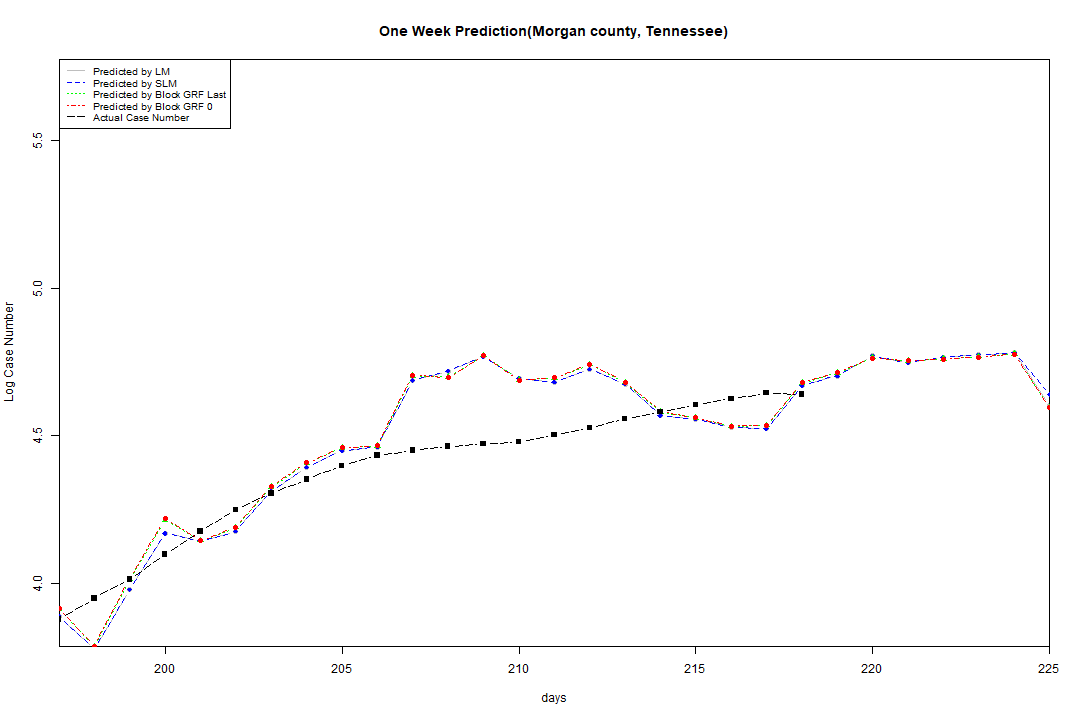 One Week Prediction(Morgan county, Tennessee)
Predicted by LM
Predicted by SLM
Predicted by Block GRF Last
Predicted by Block GRF 0
Actual Case Number
5.5
5.0
4.5
4.0
Log Case Number
200 205 210 215 220 225
days